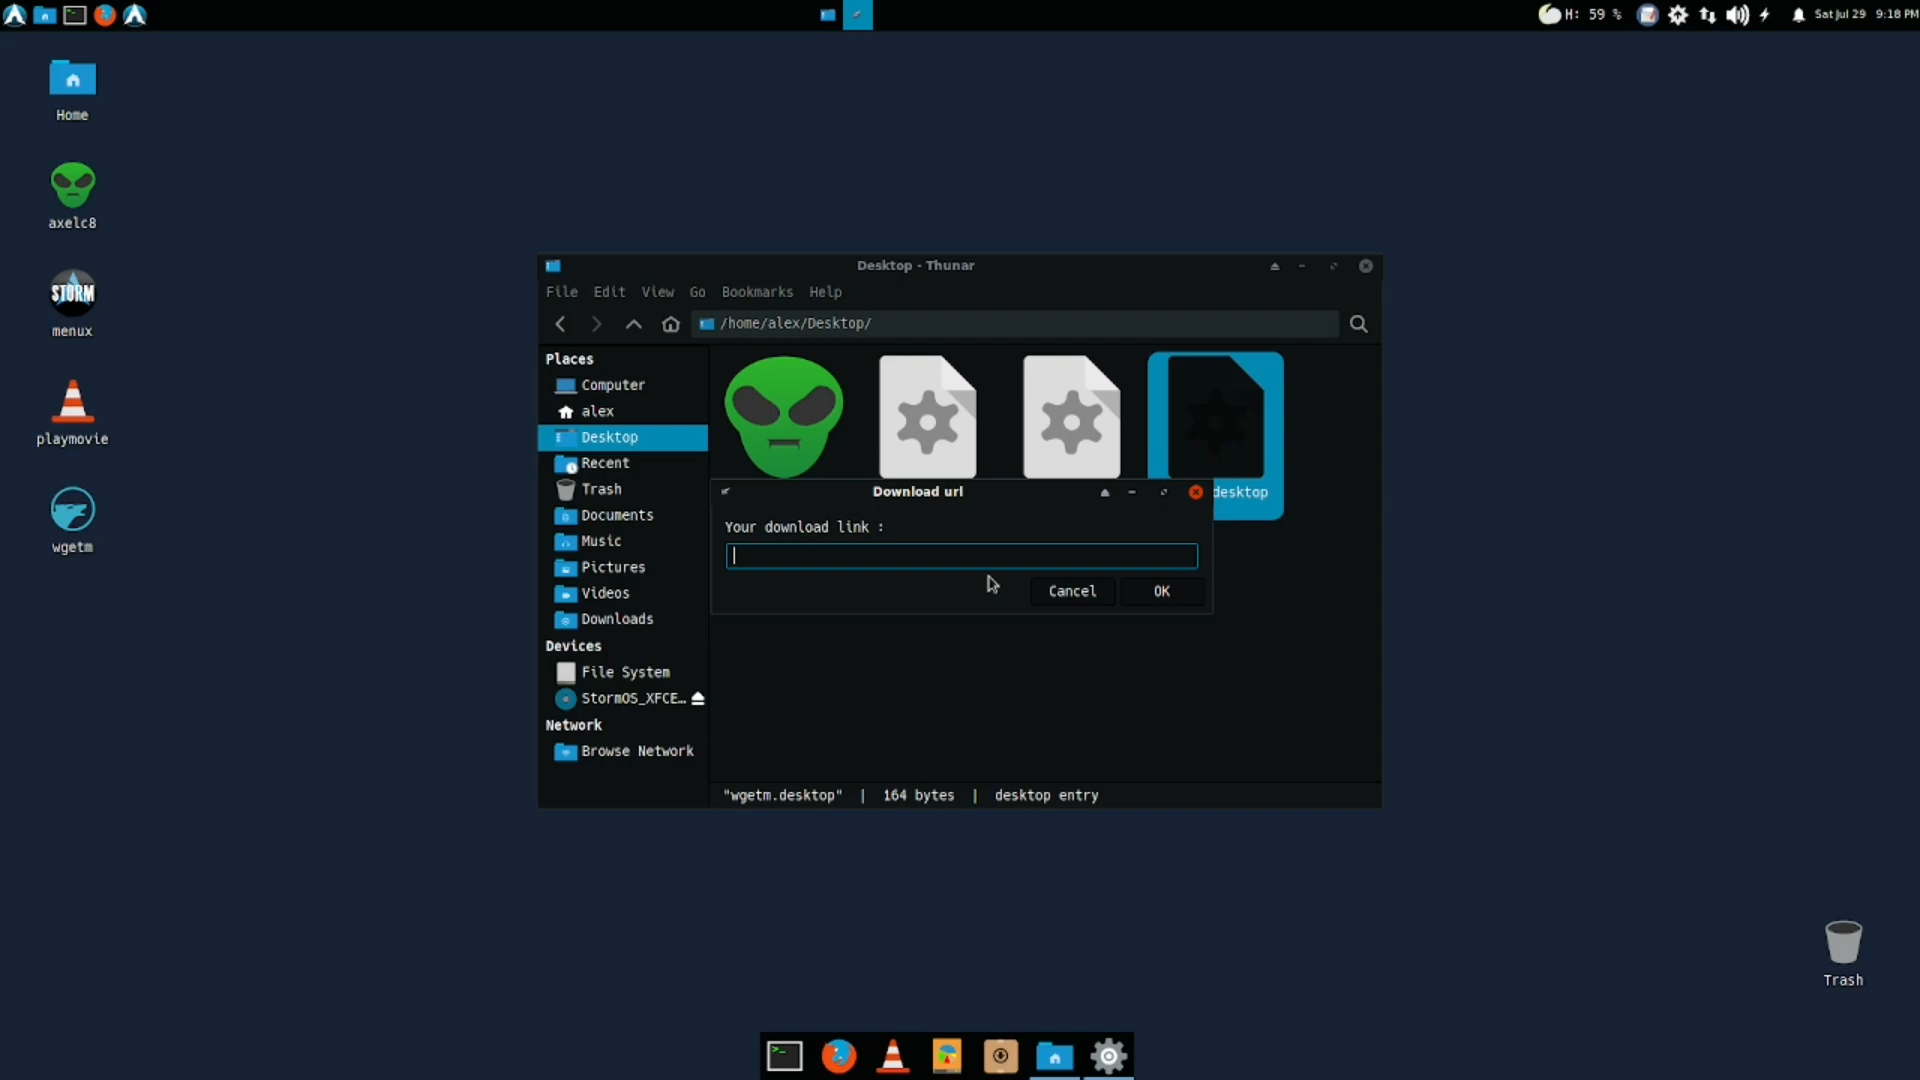 H: 59 %
Sat Jul 29 9:18 PM
Home
axelc8
STORM
menux
playmovie
wgetm
Desktop - Thunar
File Edit View Go Bookmarks Help
/home/alex/Desktop/
Places
Computer
alex
Desktop
Recent
Trash
Documents
Music
Pictures
Videos
Downloads
Devices
File System
StormOS_XFCE…
Network
Browse Network
desktop
Download url
Your download link :
Cancel OK
"wgetm.desktop" | 164 bytes | desktop entry
Trash